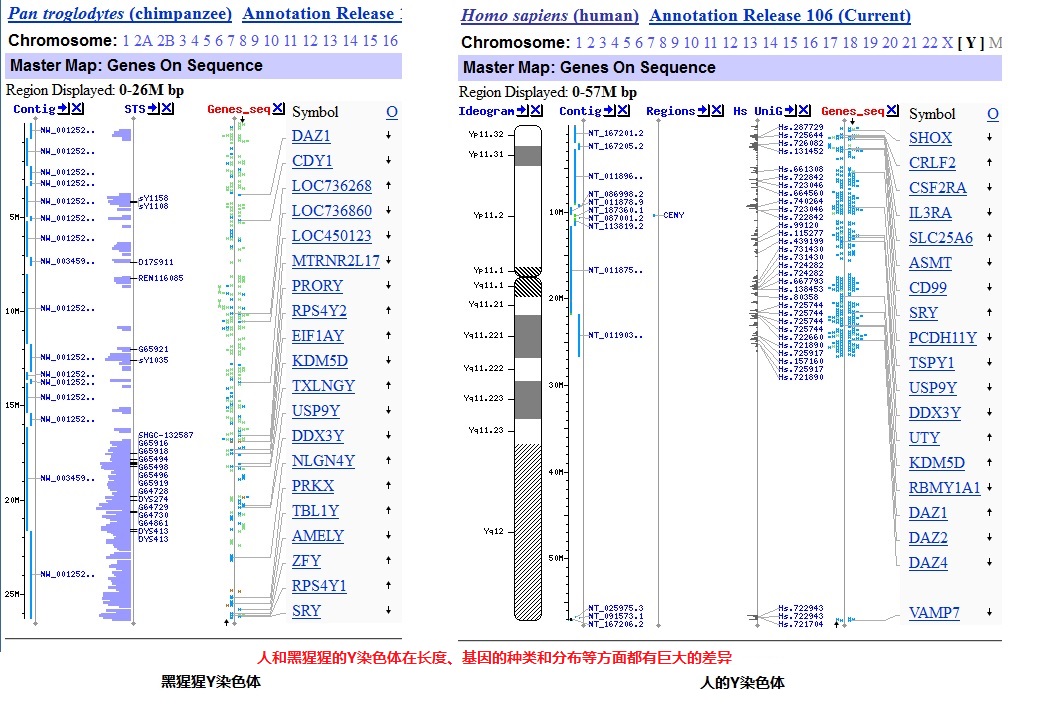 Pan troglodytes (chimpanzee) Annotation Release
Chromosome: 1 2A 2B 3 4 5 6 7 8 9 10 11 12 13 14 15 16
Master Map: Genes On Sequence
Region Displayed: 0-26M bp
Contig STS Genes_seq Symbol O
NW_001252..
NW_001252..
NW_001252..
NW_001252..
NW_001252..
NW_001252..
NW_001252..
NW_003459..
NW_001252..
NW_001252..
NW_001252..
NW_001252..
NW_001252..
NW_001252..
NW_003459..
NW_001252..
5M
10M
15M
20M
25M
sY1158
sY1108
D17S911
REN116085
G65921
sY1035
SHGC-132587
G65916
G65918
G65494
G65498
G65496
G65919
G64728
DYS274
G64729
G64730
G64861
DYS413
DYS413
DAZ1
CDY1
LOC736268
LOC736860
LOC450123
MTRNR2L17
PRORY
RPS4Y2
EIF1AY
KDM5D
TXLNGY
USP9Y
DDX3Y
NLGN4Y
PRKX
TBL1Y
AMELY
ZFY
RPS4Y1
SRY
Homo sapiens (human) Annotation Release 106 (Current)
Chromosome: 1 2 3 4 5 6 7 8 9 10 11 12 13 14 15 16 17 18 19 20 21 22 X [ Y ] M
Master Map: Genes On Sequence
Region Displayed: 0-57M bp
Ideogram Contig Regions Hs UniG Genes_seq Symbol O
Yp11.32
Yp11.31
Yp11.2
Yp11.1
Yq11.1
Yq11.21
Yq11.221
Yq11.222
Yq11.223
Yq11.23
Yq12
10M
20M
30M
40M
50M
NT_167201.2
NT_167205.2
NT_011896..
NT_086998.2
NT_011878.9
NT_187360.1
NT_087001.2
NT_113819.2
NT_011875..
NT_011903..
NT_025975.3
NT_091573.1
NT_167206.2
CENY
Hs.287729
Hs.725644
Hs.726082
Hs.131452
Hs.661308
Hs.722842
Hs.723046
Hs.664560
Hs.740264
Hs.723046
Hs.722842
Hs.99120
Hs.115277
Hs.439199
Hs.731430
Hs.731430
Hs.724282
Hs.724282
Hs.667793
Hs.138453
Hs.80358
Hs.725744
Hs.725744
Hs.725744
Hs.722660
Hs.721890
Hs.725917
Hs.157160
Hs.725917
Hs.721890
Hs.722943
Hs.722943
Hs.721704
SHOX
CRLF2
CSF2RA
IL3RA
SLC25A6
ASMT
CD99
SRY
PCDH11Y
TSPY1
USP9Y
DDX3Y
UTY
KDM5D
RBMY1A1
DAZ1
DAZ2
DAZ4
VAMP7
人和黑猩猩的Y染色体在长度、基因的种类和分布等方面都有巨大的差异
黑猩猩Y染色体
人的Y染色体